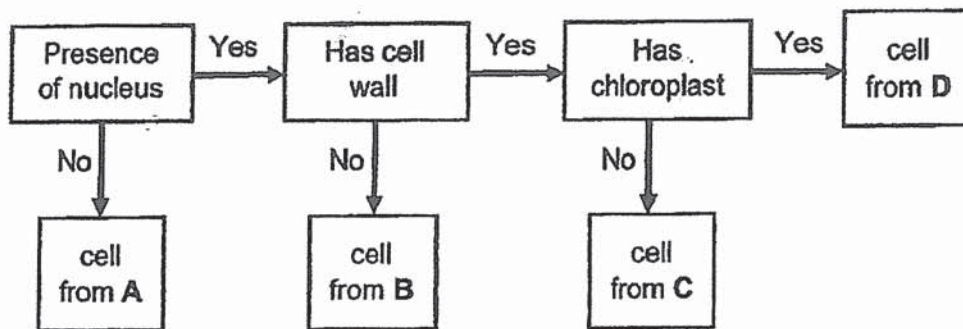 Presence
of nucleus
Yes
Has cell
wall
Yes
Has
chloroplast
Yes
cell
from D
No
No
No
cell
from A
cell
from B
cell
from C